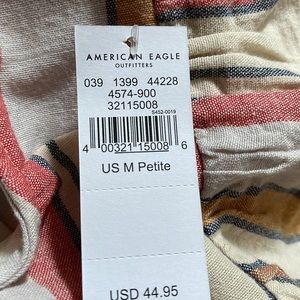 AMERICAN EAGLE
OUTFITTERS
039 1399 44228
4574-900
32115008
S452-0019
4 00321 15008 6
US M Petite
USD 44.95